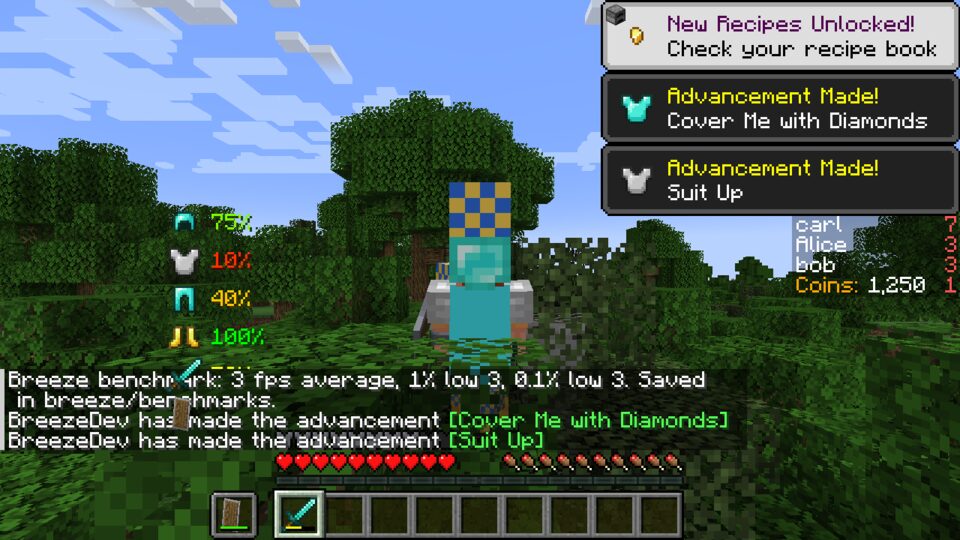 New Recipes Unlocked!
Check your recipe book
Advancement Made!
Cover Me with Diamonds
Advancement Made!
Suit Up
75%
10%
40%
100%
carl 7
Alice 3
bob 3
Coins: 1,250 1
Breeze benchmark: 3 fps average, 1% low 3, 0.1% low 3. Saved
in breeze/benchmarks.
BreezeDev has made the advancement [Cover Me with Diamonds]
BreezeDev has made the advancement [Suit Up]